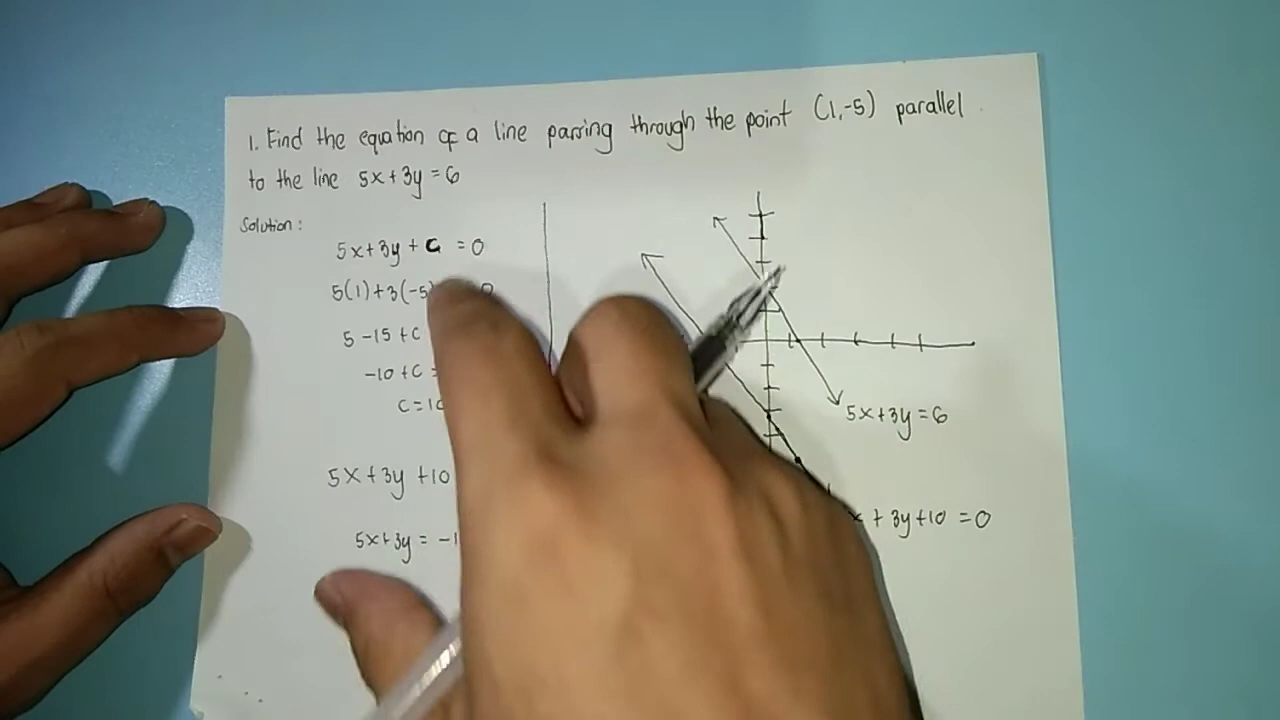 1. Find the equation of a line passing through the point (1,-5) parallel
to the line 5x+3y=6
Solution:
5x+3y+C=0
5(1)+3(-5)
5-15+C
-10+C=
C=10
5x+3y+10
5x+3y=-1
5x+3y=6
+3y+10=0